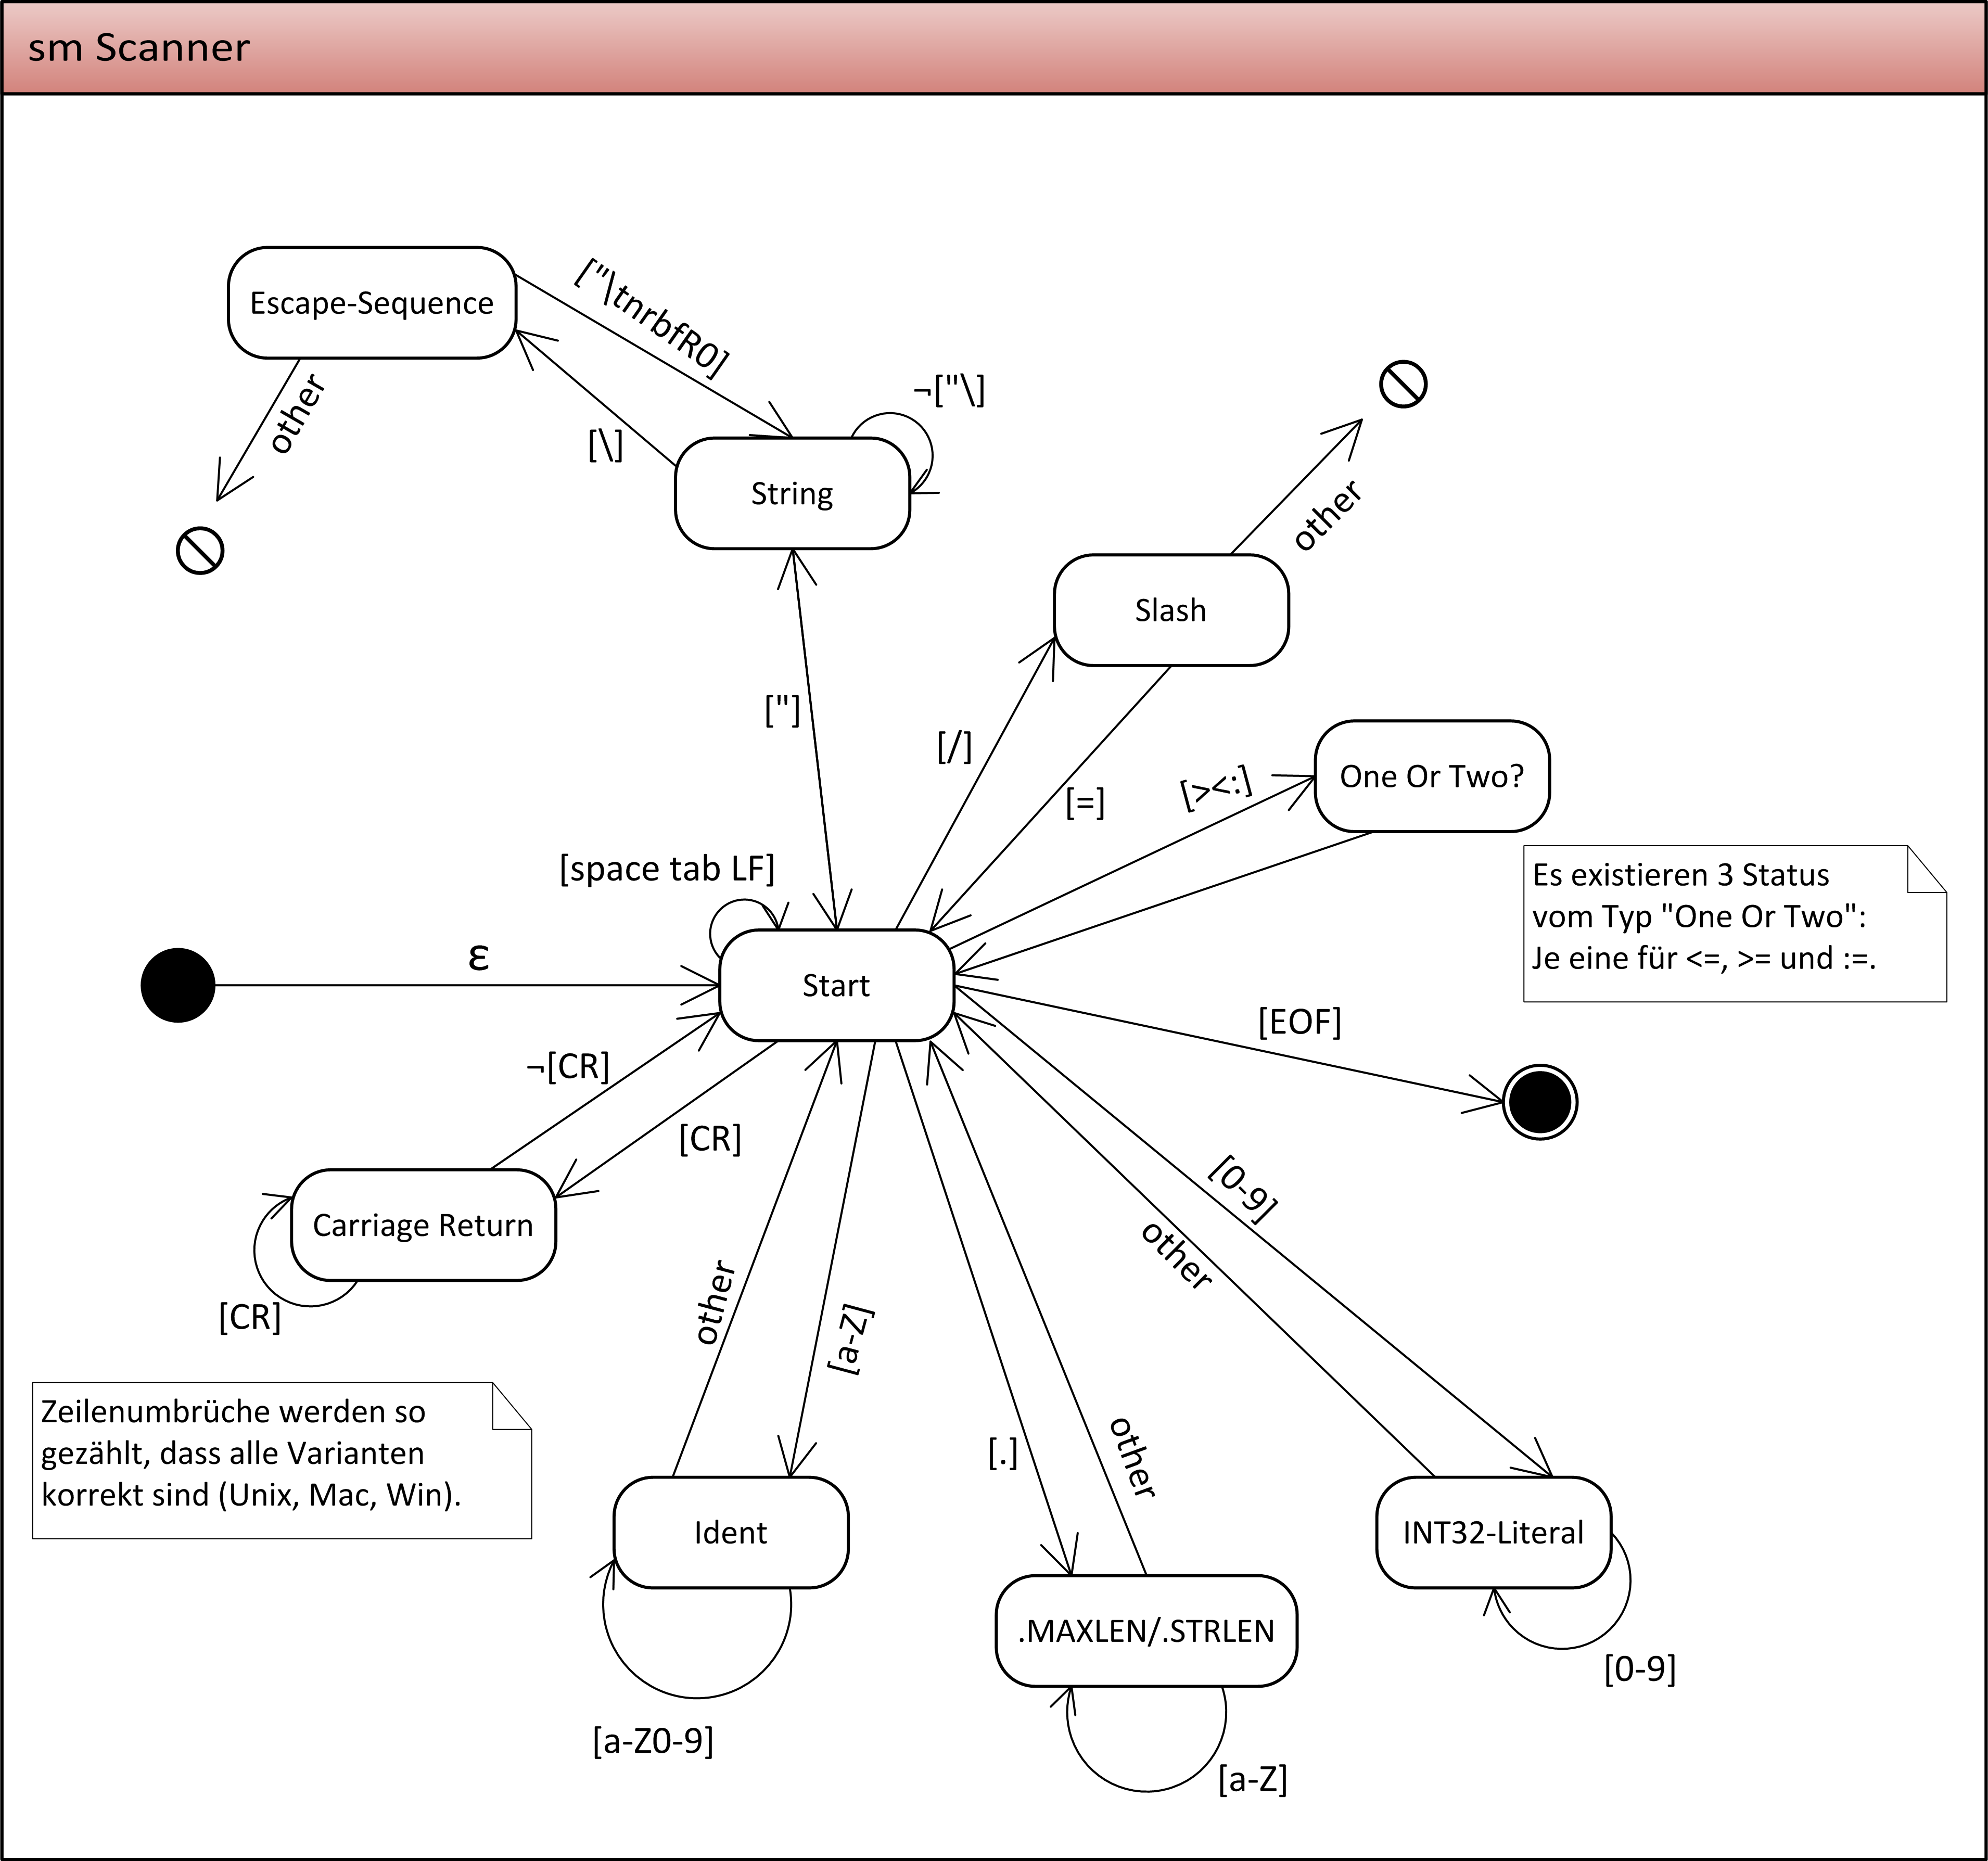 sm Scanner
Escape-Sequence
["\tnrbfR0]
other
[\]
¬["\]
String
other
Slash
["]
[/]
[=]
[><:]
One Or Two?
[space tab LF]
Es existieren 3 Status
vom Typ "One Or Two":
Je eine für <=, >= und :=.
ε
Start
[EOF]
¬[CR]
[CR]
Carriage Return
[CR]
other
[a-Z]
[.]
other
[0-9]
other
Zeilenumbrüche werden so
gezählt, dass alle Varianten
korrekt sind (Unix, Mac, Win).
Ident
[a-Z0-9]
.MAXLEN/.STRLEN
[a-Z]
INT32-Literal
[0-9]